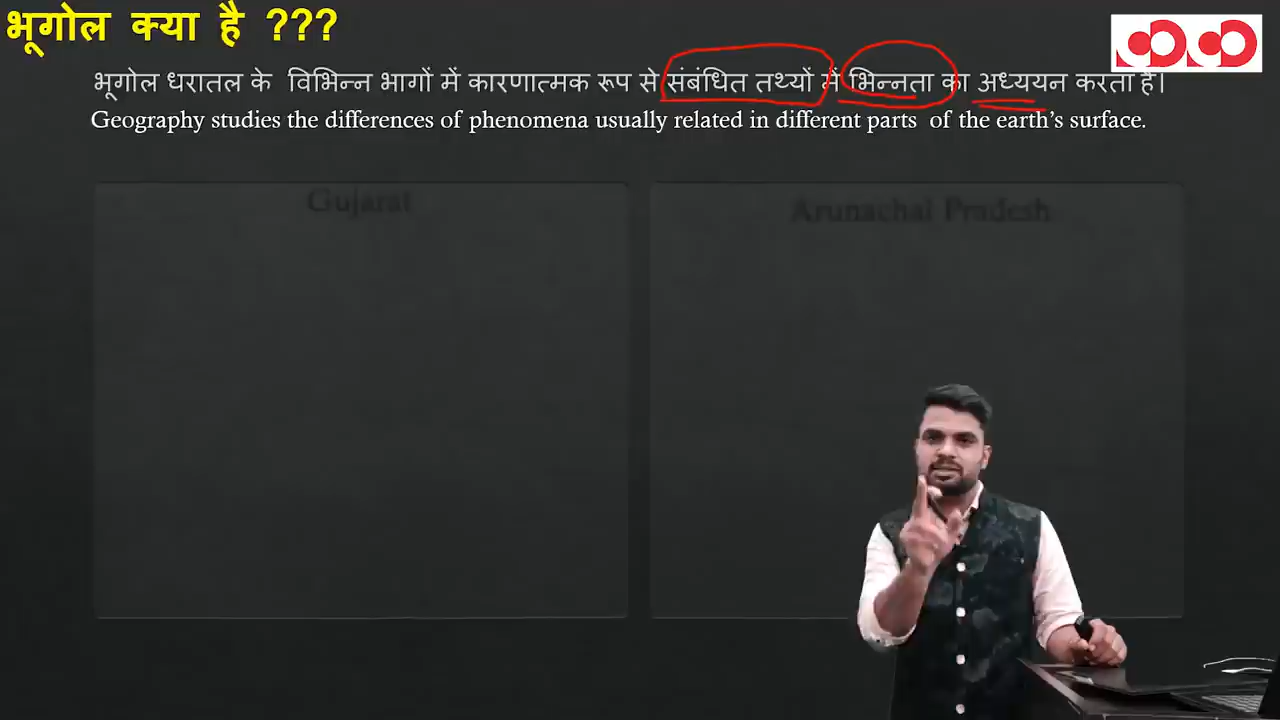 भूगोल क्या है ???
भूगोल धरातल के विभिन्न भागों में कारणात्मक रूप से संबंधित तथ्यों में भिन्नता का अध्ययन करता है।
Geography studies the differences of phenomena usually related in different parts of the earth's surface.
Gujarat
Arunachal Pradesh